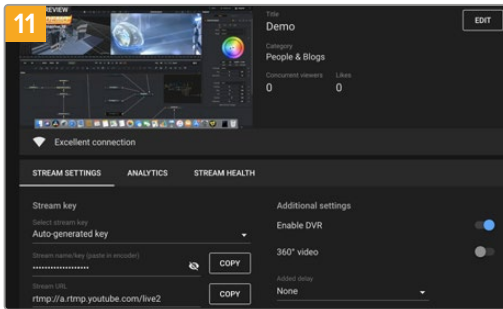 11
PREVIEW
Title
Demo
EDIT
Category
People & Blogs
Concurrent viewers Likes
0 0
Excellent connection
STREAM SETTINGS ANALYTICS STREAM HEALTH
Stream key
Additional settings
Select stream key
Auto-generated key
Enable DVR
Stream name/key (paste in encoder)
COPY
360° video
Stream URL
rtmp://a.rtmp.youtube.com/live2
COPY
Added delay
None